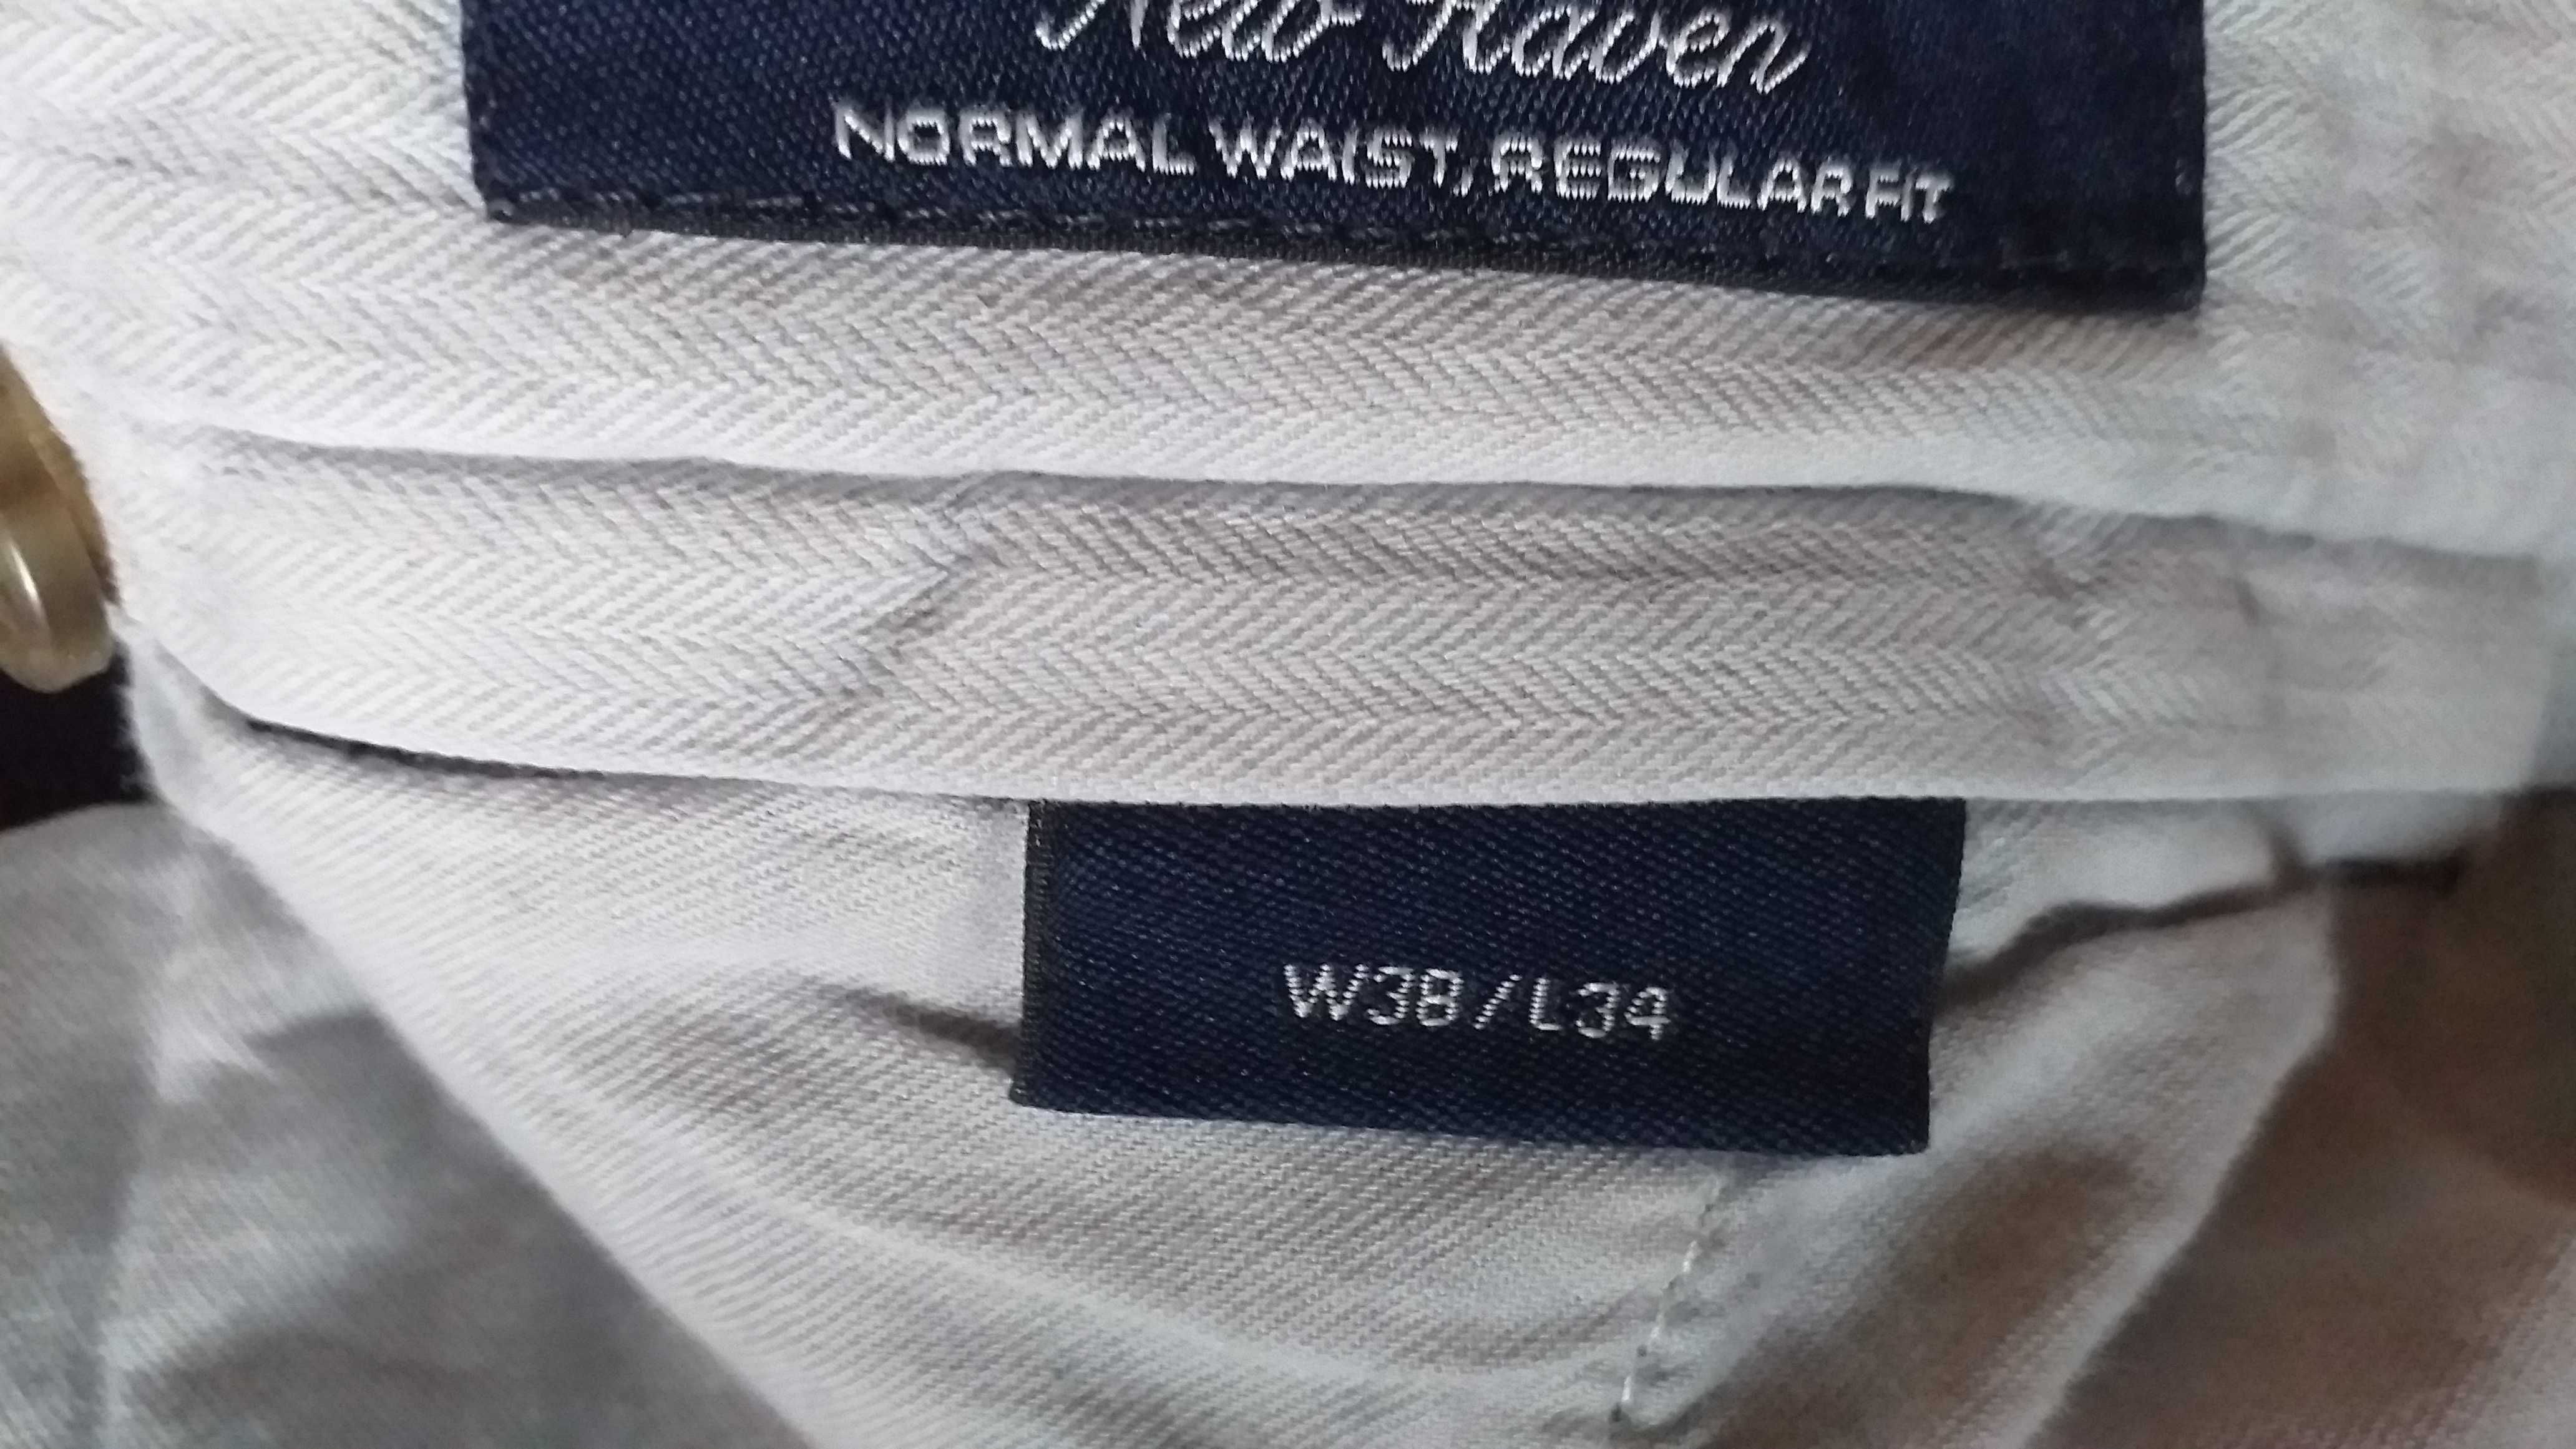 New Haven
NORMAL WAIST, REGULAR FIT
W38/L34